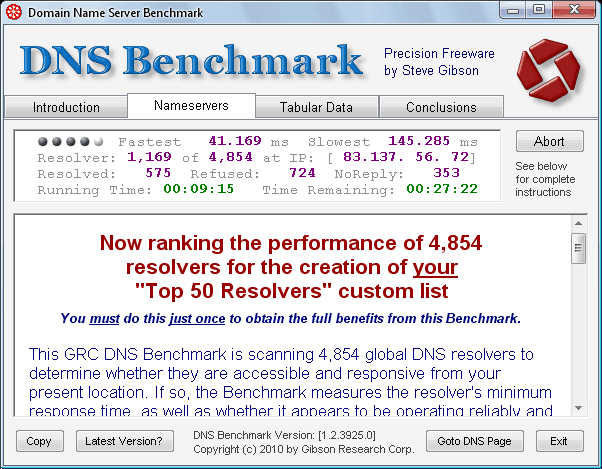 Domain Name Server Benchmark
DNS Benchmark
Precision Freeware
by Steve Gibson
Introduction
Nameservers
Tabular Data
Conclusions
Fastest 41.169 ms Slowest 145.285 ms
Resolver: 1,169 of 4,854 at IP: [ 83.137. 56. 72]
Resolved: 575 Refused: 724 NoReply: 353
Running Time: 00:09:15 Time Remaining: 00:27:22
Abort
See below
for complete
instructions
Now ranking the performance of 4,854
resolvers for the creation of your
"Top 50 Resolvers" custom list
You must do this just once to obtain the full benefits from this Benchmark.
This GRC DNS Benchmark is scanning 4,854 global DNS resolvers to
determine whether they are accessible and responsive from your
present location. If so, the Benchmark measures the resolver's minimum
response time, as well as whether it appears to be operating reliably and
Copy
Latest Version?
DNS Benchmark Version: [1.2.3925.0]
Copyright (c) 2010 by Gibson Research Corp.
Goto DNS Page
Exit